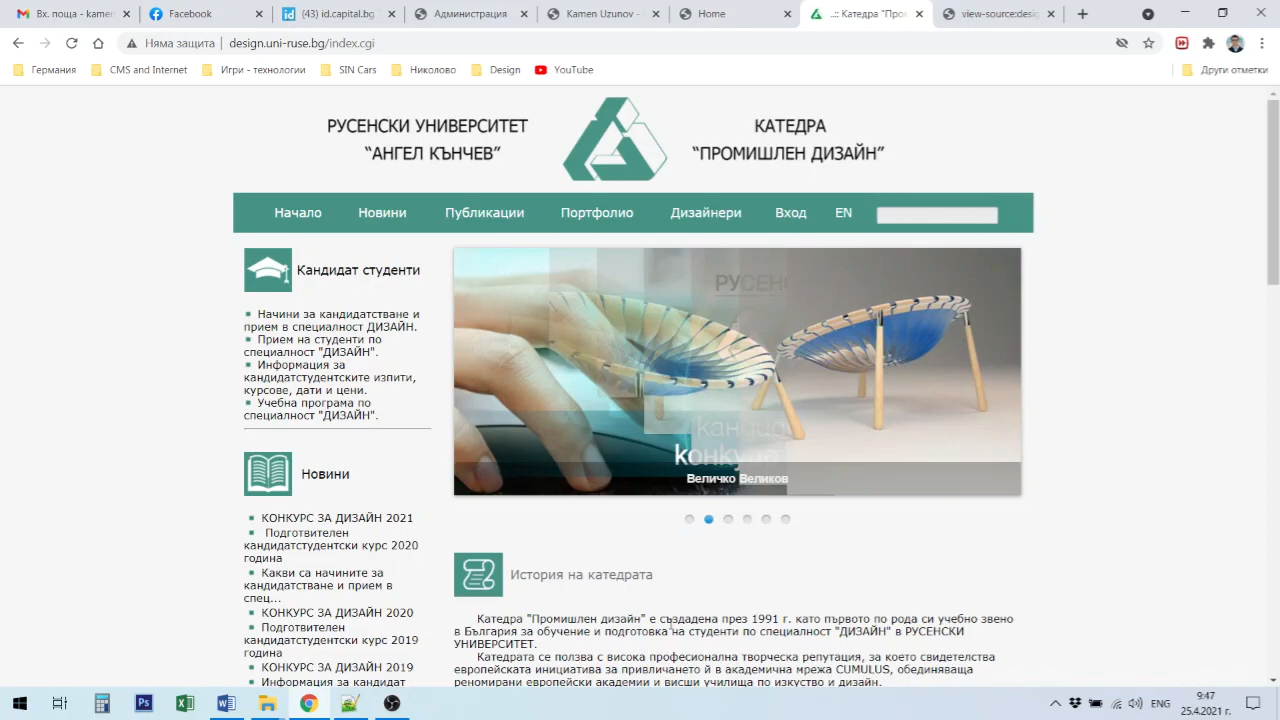 Вх. поща - kamen
Facebook
(43) id.capital.bg
Администрация
Kamen Uzunov -
Home
.:: Катедра "Про
view-source:desig
Няма защита
design.uni-ruse.bg/index.cgi
Германия
CMS and Internet
Игри - технологии
SIN Cars
Николово
Design
YouTube
Други отметки
РУСЕНСКИ УНИВЕРСИТЕТ
“АНГЕЛ КЪНЧЕВ”
КАТЕДРА
“ПРОМИШЛЕН ДИЗАЙН”
Начало
Новини
Публикации
Портфолио
Дизайнери
Вход
EN
Кандидат студенти
Начини за кандидатстване и
прием в специалност ДИЗАЙН.
Прием на студенти по
специалност "ДИЗАЙН".
Информация за
кандидатстудентските изпити,
курсове, дати и цени.
Учебна програма по
специалност "ДИЗАЙН".
Новини
КОНКУРС ЗА ДИЗАЙН 2021
Подготвителен
кандидатстудентски курс 2020
година
Какви са начините за
кандидатстване и прием в
спец...
КОНКУРС ЗА ДИЗАЙН 2020
Подготвителен
кандидатстудентски курс 2019
година
КОНКУРС ЗА ДИЗАЙН 2019
Информация за кандидат
РУСЕН
Величко Великов
История на катедрата
Катедра "Промишлен дизайн" е създадена през 1991 г. като първото по рода си учебно звено
в България за обучение и подготовка на студенти по специалност "ДИЗАЙН" в РУСЕНСКИ
УНИВЕРСИТЕТ.
Катедрата се ползва с висока професионална творческа репутация, за което свидетелства
европейската инициатива за привличането й в академична мрежа CUMULUS, обединяваща
реномирани европейски академии и висши училища по изкуство и дизайн.
ENG
9:47
25.4.2021 г.